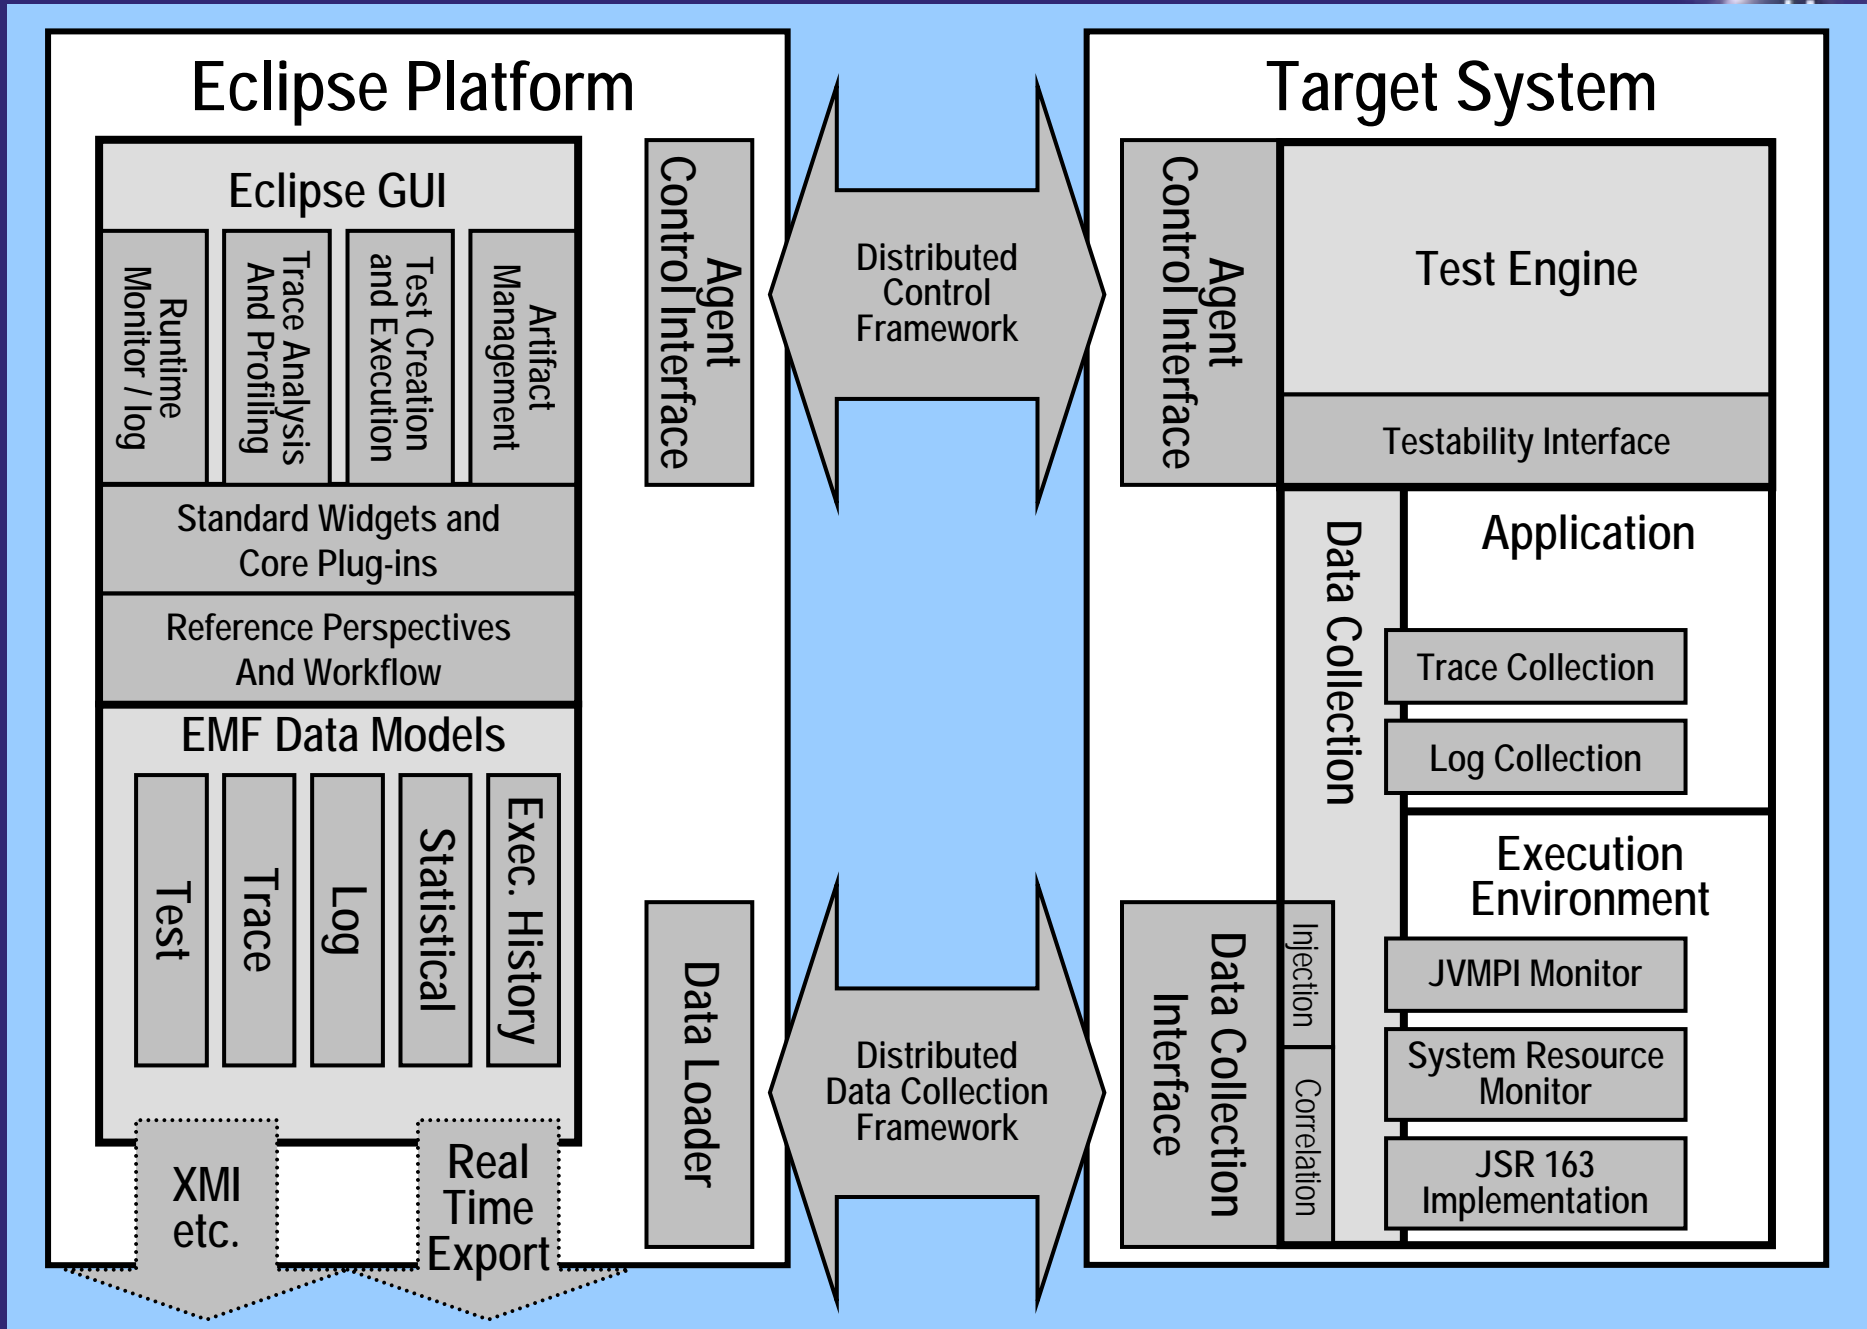 Eclipse Platform
Eclipse GUI
Runtime
Monitor / log
Trace Analysis
And Profiling
Test Creation
and Execution
Artifact
Management
Standard Widgets and
Core Plug-ins
Reference Perspectives
And Workflow
EMF Data Models
Test
Trace
Log
Statistical
Exec. History
XMI
etc.
Real
Time
Export
Agent
Control Interface
Data Loader
Distributed
Control
Framework
Distributed
Data Collection
Framework
Target System
Agent
Control Interface
Test Engine
Testability Interface
Data Collection
Application
Trace Collection
Log Collection
Execution
Environment
JVMPI Monitor
System Resource
Monitor
JSR 163
Implementation
Data Collection
Interface
Injection
Correlation